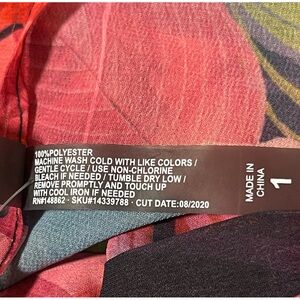 100%POLYESTER
MACHINE WASH COLD WITH LIKE COLORS /
GENTLE CYCLE / USE NON-CHLORINE
BLEACH IF NEEDED / TUMBLE DRY LOW /
REMOVE PROMPTLY AND TOUCH UP
WITH COOL IRON IF NEEDED
RN#148862 · SKU#14339788 · CUT DATE:08/2020
MADE IN
CHINA
1